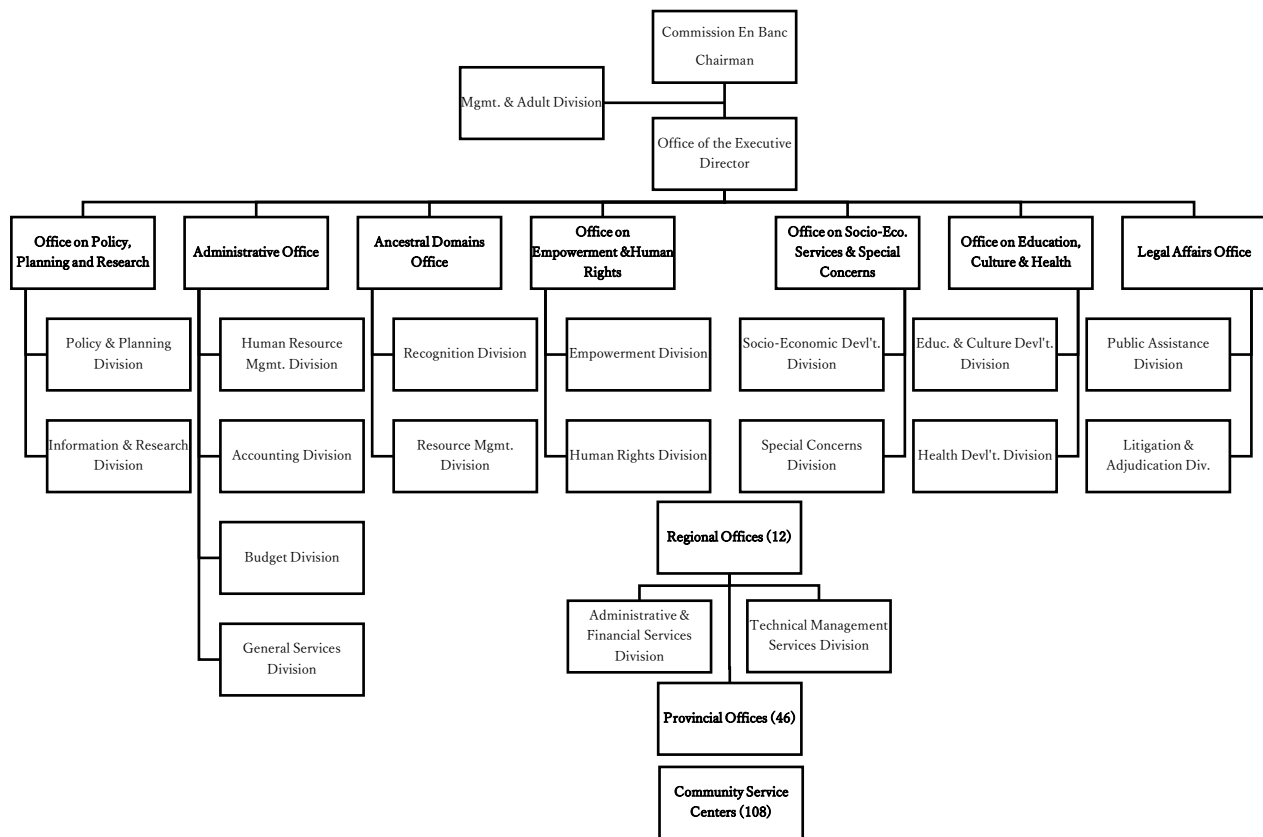 Commission En Banc
Chairman
Mgmt. & Adult Division
Office of the Executive
Director
Office on Policy,
Planning and Research
Administrative Office
Ancestral Domains
Office
Office on
Empowerment &Human
Rights
Office on Socio-Eco.
Services & Special
Concerns
Office on Education,
Culture & Health
Legal Affairs Office
Policy & Planning
Division
Human Resource
Mgmt. Division
Recognition Division
Empowerment Division
Socio-Economic Devl't.
Division
Educ. & Culture Devl't.
Division
Public Assistance
Division
Information & Research
Division
Accounting Division
Resource Mgmt.
Division
Human Rights Division
Special Concerns
Division
Health Devl't. Division
Litigation &
Adjudication Div.
Budget Division
General Services
Division
Regional Offices (12)
Administrative &
Financial Services
Division
Technical Management
Services Division
Provincial Offices (46)
Community Service
Centers (108)